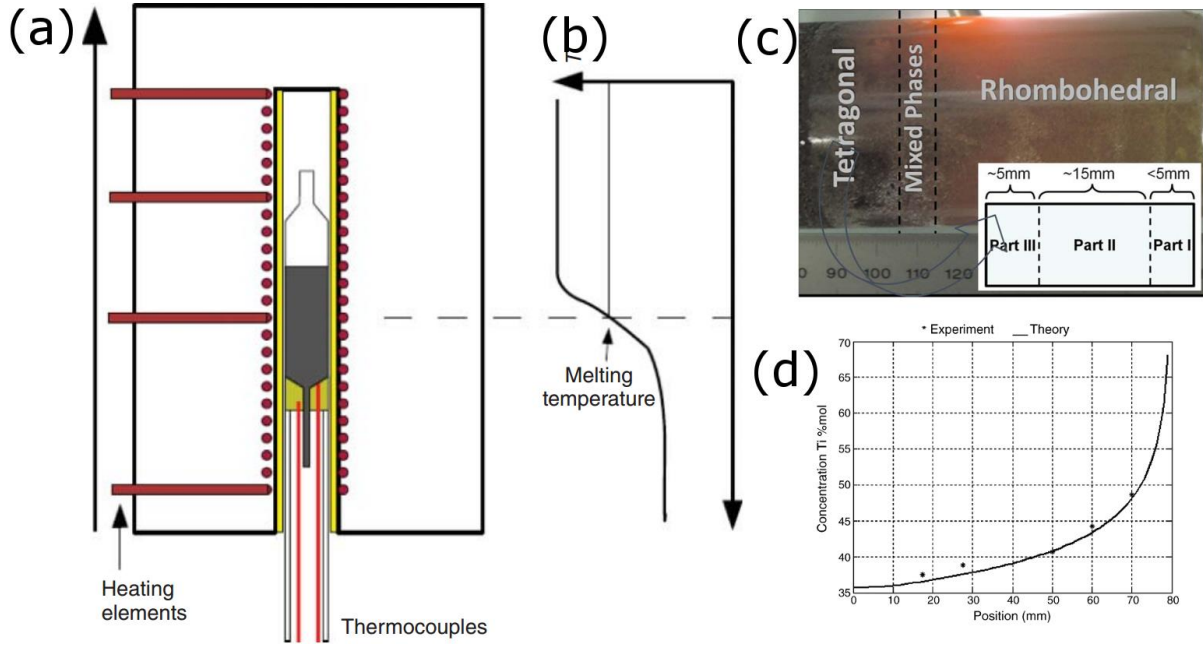 (a)
Heating
elements
Thermocouples
(b)
T
Melting
temperature
(c)
Tetragonal
Mixed Phases
Rhombohedral
~5mm
~15mm
<5mm
Part III
Part II
Part I
80 90 100 110 120
(d)
* Experiment — Theory
Concentration Ti %mol
70
65
60
55
50
45
40
35
0 10 20 30 40 50 60 70 80
Position (mm)